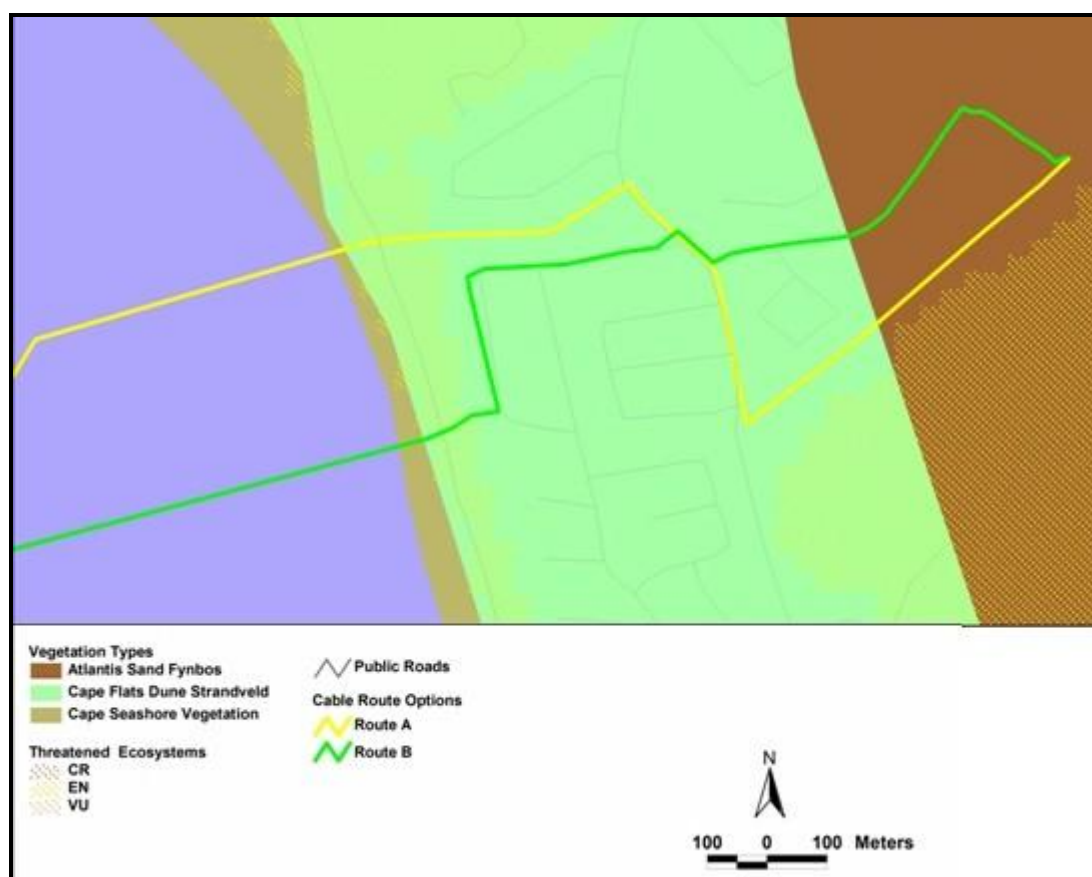 Vegetation Types
Atlantis Sand Fynbos
Cape Flats Dune Strandveld
Cape Seashore Vegetation
Threatened Ecosystems
CR
EN
VU
Public Roads
Cable Route Options
Route A
Route B
N
100 0 100 Meters